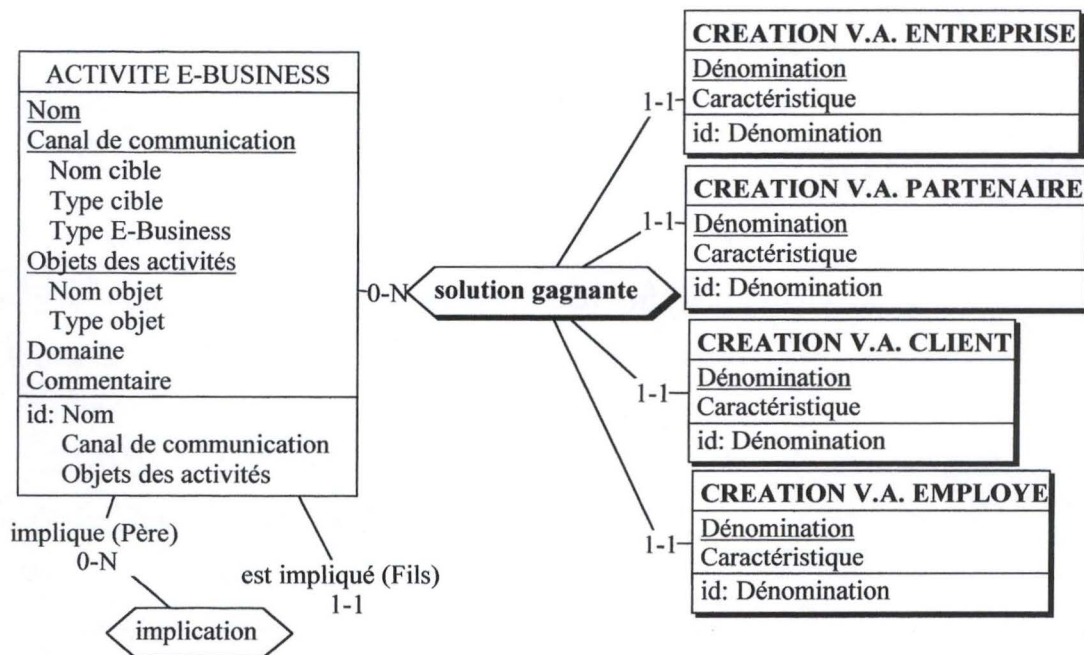 ACTIVITE E-BUSINESS
Nom
Canal de communication
Nom cible
Type cible
Type E-Business
Objets des activités
Nom objet
Type objet
Domaine
Commentaire
id: Nom
Canal de communication
Objets des activités
implique (Père)
0-N
est impliqué (Fils)
1-1
implication
0-N
solution gagnante
1-1
CREATION V.A. ENTREPRISE
Dénomination
Caractéristique
id: Dénomination
1-1
CREATION V.A. PARTENAIRE
Dénomination
Caractéristique
id: Dénomination
1-1
CREATION V.A. CLIENT
Dénomination
Caractéristique
id: Dénomination
1-1
CREATION V.A. EMPLOYE
Dénomination
Caractéristique
id: Dénomination